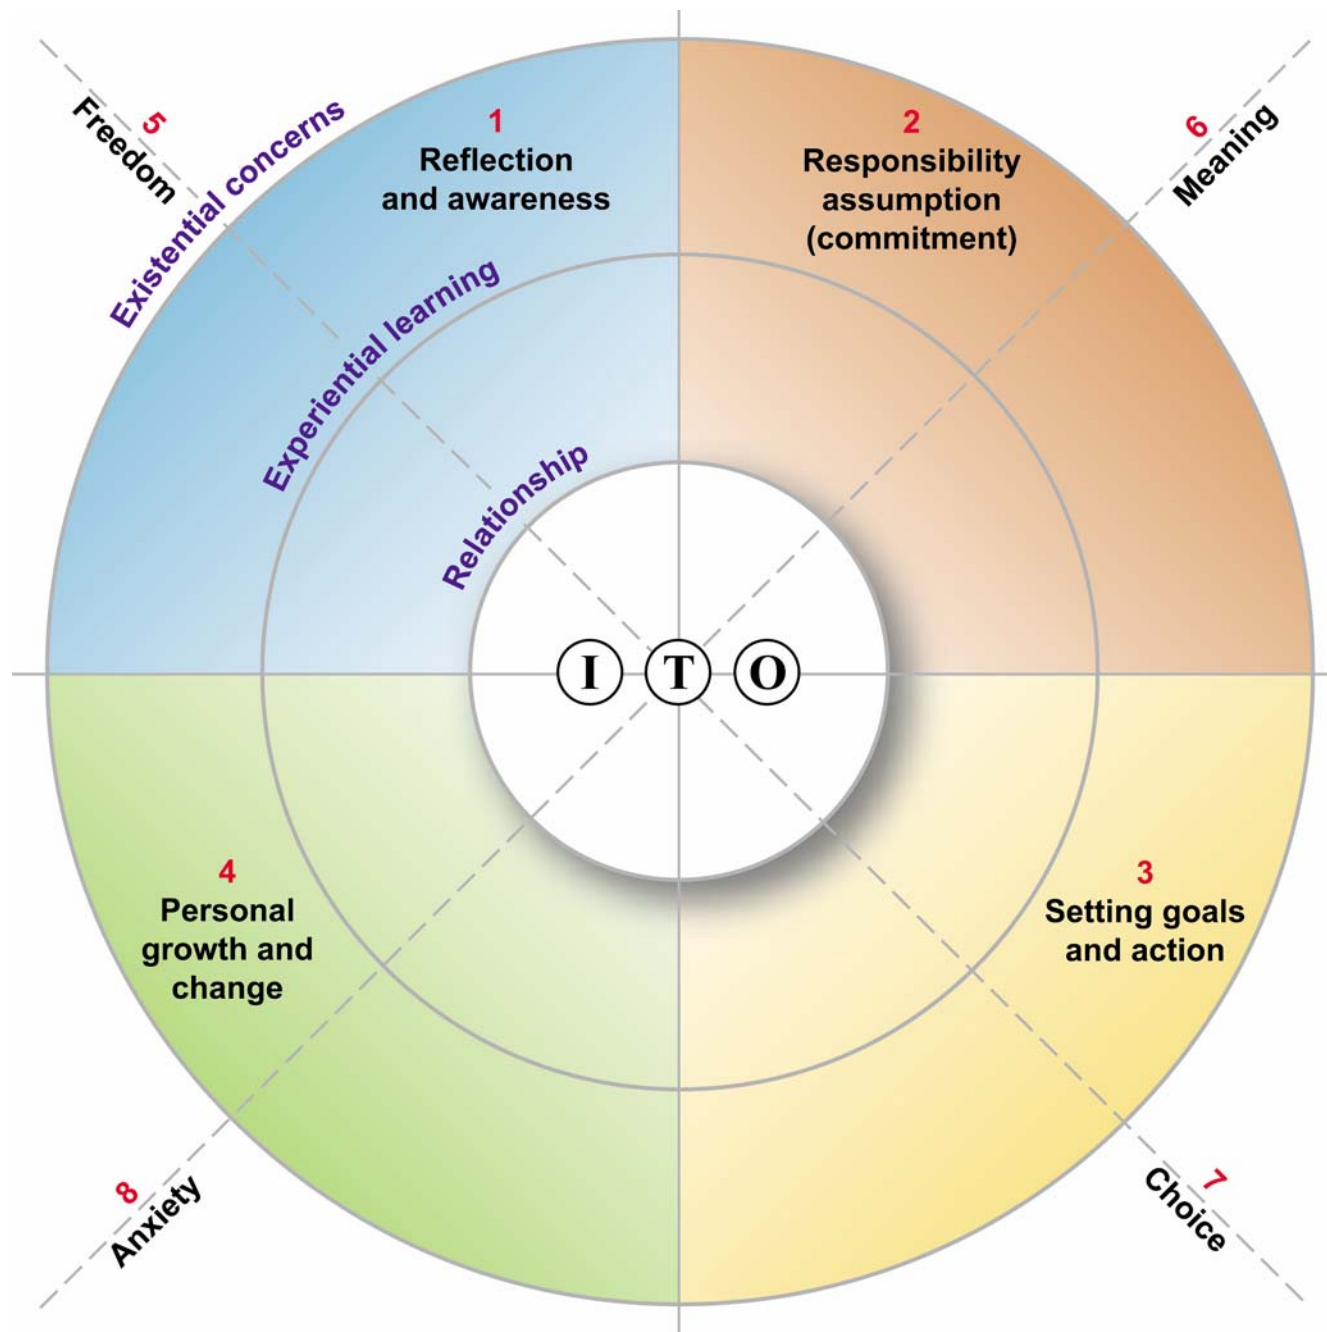 5
Freedom
Existential concerns
1
Reflection
and awareness
2
Responsibility
assumption
(commitment)
6
Meaning
Experiential learning
Relationship
I T O
4
Personal
growth and
change
3
Setting goals
and action
8
Anxiety
7
Choice